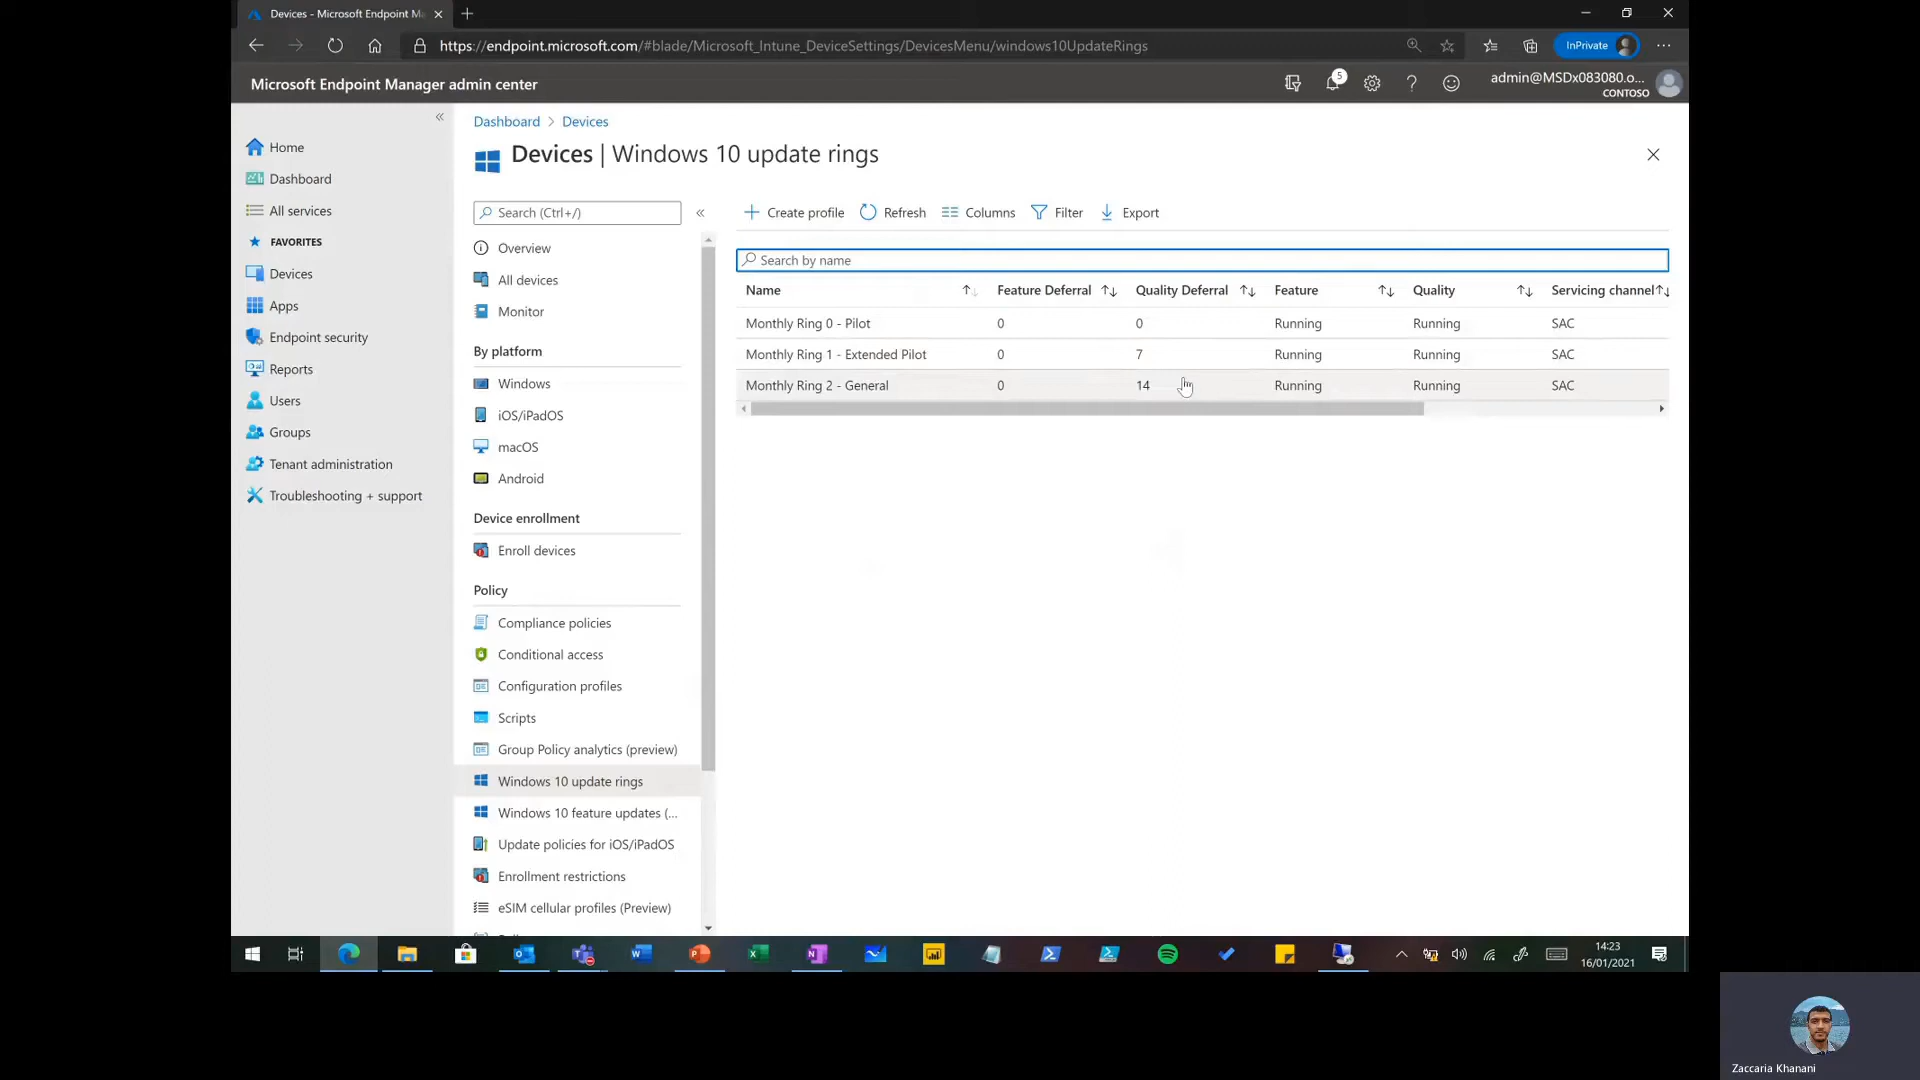 Devices - Microsoft Endpoint M
https://endpoint.microsoft.com/#blade/Microsoft_Intune_DeviceSettings/DevicesMenu/windows10UpdateRings
InPrivate
Microsoft Endpoint Manager admin center
5
admin@MSDx083080.o...
CONTOSO
Home
Dashboard
All services
FAVORITES
Devices
Apps
Endpoint security
Reports
Users
Groups
Tenant administration
Troubleshooting + support
Dashboard > Devices
Devices | Windows 10 update rings
Search (Ctrl+/)
Overview
All devices
Monitor
By platform
Windows
iOS/iPadOS
macOS
Android
Device enrollment
Enroll devices
Policy
Compliance policies
Conditional access
Configuration profiles
Scripts
Group Policy analytics (preview)
Windows 10 update rings
Windows 10 feature updates (...
Update policies for iOS/iPadOS
Enrollment restrictions
eSIM cellular profiles (Preview)
Create profile Refresh Columns Filter Export
Search by name
Name Feature Deferral Quality Deferral Feature Quality Servicing channel
Monthly Ring 0 - Pilot 0 0 Running Running SAC
Monthly Ring 1 - Extended Pilot 0 7 Running Running SAC
Monthly Ring 2 - General 0 14 Running Running SAC
14:23
16/01/2021
Zaccaria Khanani